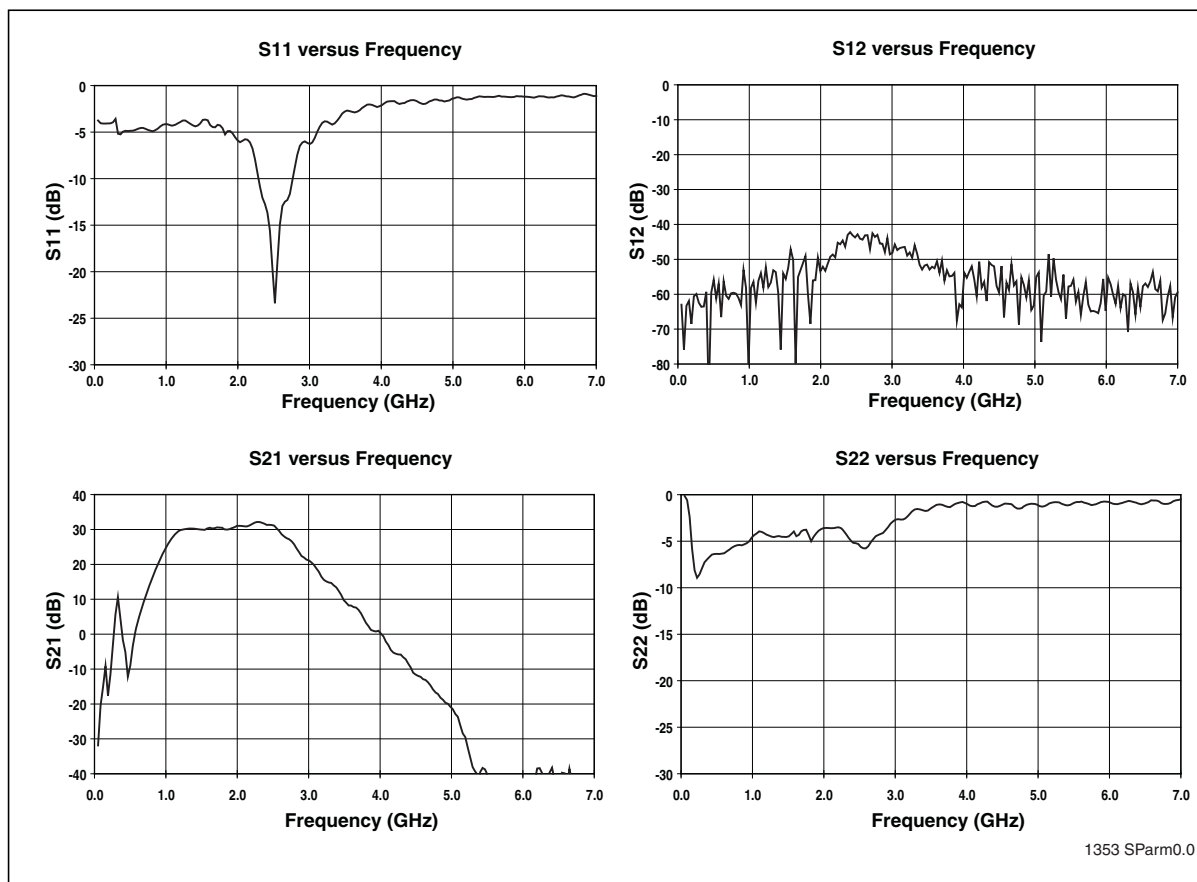 S11 versus Frequency
0
-5
-10
-15
-20
-25
-30
S11 (dB)
0.0 1.0 2.0 3.0 4.0 5.0 6.0 7.0
Frequency (GHz)
S12 versus Frequency
0
-10
-20
-30
-40
-50
-60
-70
-80
S12 (dB)
0.0 1.0 2.0 3.0 4.0 5.0 6.0 7.0
Frequency (GHz)
S21 versus Frequency
40
30
20
10
0
-10
-20
-30
-40
S21 (dB)
0.0 1.0 2.0 3.0 4.0 5.0 6.0 7.0
Frequency (GHz)
S22 versus Frequency
0
-5
-10
-15
-20
-25
-30
S22 (dB)
0.0 1.0 2.0 3.0 4.0 5.0 6.0 7.0
Frequency (GHz)
1353 SParm0.0